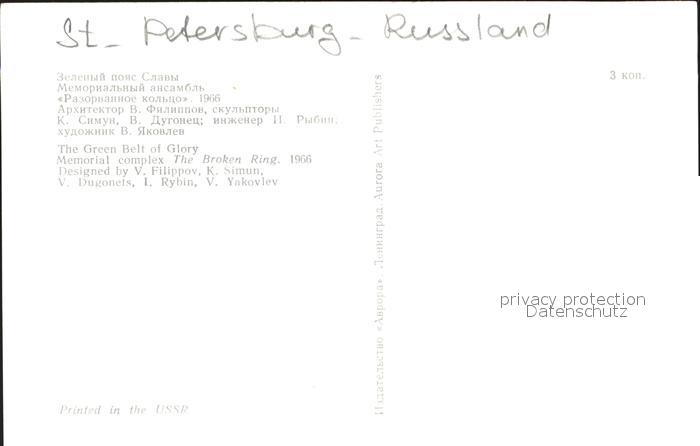 St- Petersburg - Russland
Зеленый пояс Славы
Мемориальный ансамбль
«Разорванное кольцо». 1966
Архитектор В. Филиппов, скульпторы
К. Симун, В. Дугонец; инженер И. Рыбин;
художник В. Яковлев
The Green Belt of Glory
Memorial complex The Broken Ring. 1966
Designed by V. Filippov, K. Simun,
V. Dugonets, I. Rybin, V. Yakovlev
Printed in the USSR
Издательство «Аврора». Ленинград Aurora Art Publishers
3 коп.
privacy protection
Datenschutz